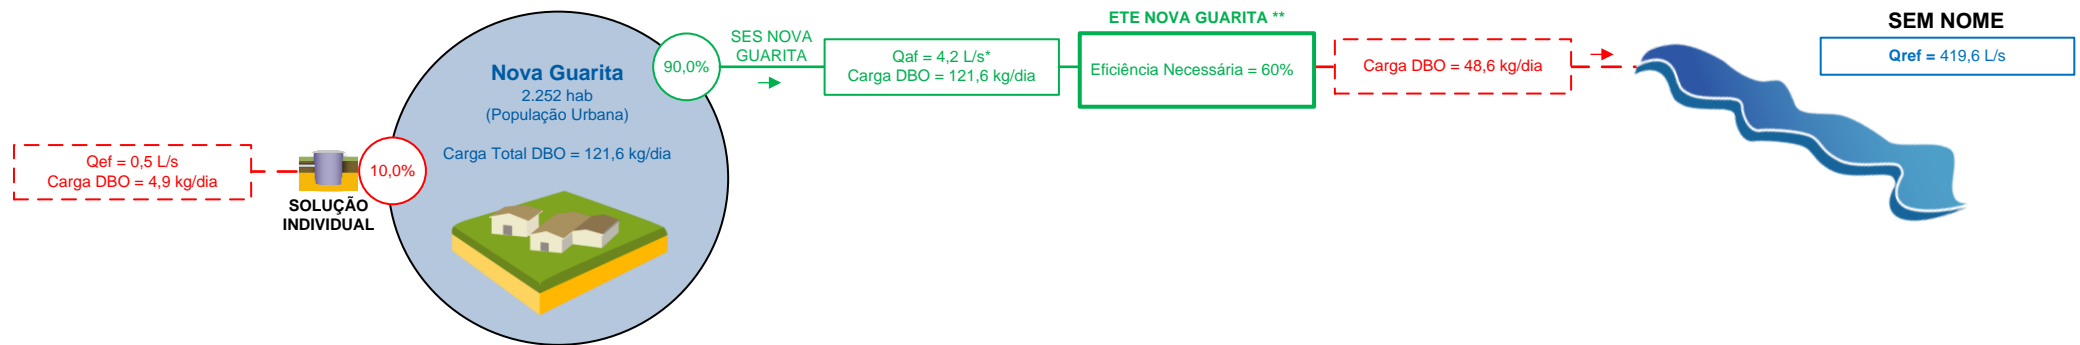 Qef = 0,5 L/s
Carga DBO = 4,9 kg/dia
SOLUÇÃO
INDIVIDUAL
10,0%
Nova Guarita
2.252 hab
(População Urbana)
Carga Total DBO = 121,6 kg/dia
90,0%
SES NOVA
GUARITA
Qaf = 4,2 L/s*
Carga DBO = 121,6 kg/dia
ETE NOVA GUARITA **
Eficiência Necessária = 60%
Carga DBO = 48,6 kg/dia
SEM NOME
Qref = 419,6 L/s